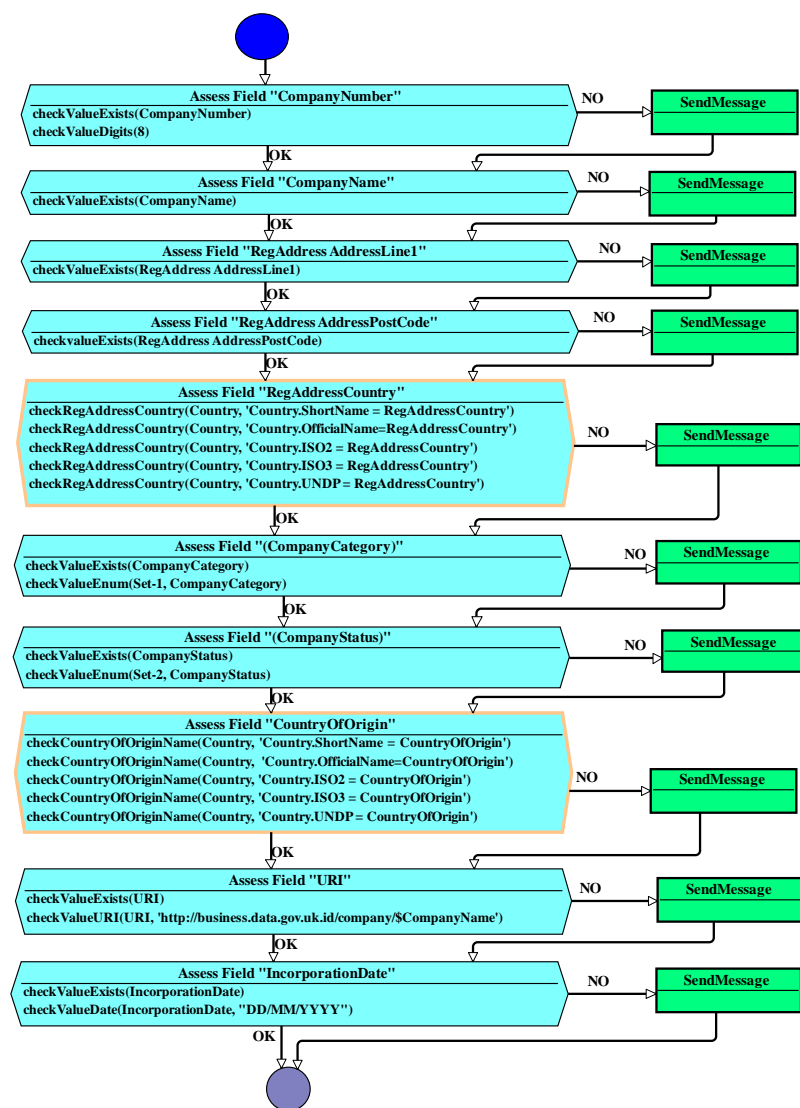 Assess Field "CompanyNumber"
checkValueExists(CompanyNumber)
checkValueDigits(8)
NO
SendMessage
OK
Assess Field "CompanyName"
checkValueExists(CompanyName)
NO
SendMessage
OK
Assess Field "RegAddress AddressLine1"
checkValueExists(RegAddress AddressLine1)
NO
SendMessage
OK
Assess Field "RegAddress AddressPostCode"
checkvalueExists(RegAddress AddressPostCode)
NO
SendMessage
OK
Assess Field "RegAddressCountry"
checkRegAddressCountry(Country, 'Country.ShortName = RegAddressCountry')
checkRegAddressCountry(Country, 'Country.OfficialName=RegAddressCountry')
checkRegAddressCountry(Country, 'Country.ISO2 = RegAddressCountry')
checkRegAddressCountry(Country, 'Country.ISO3 = RegAddressCountry')
checkRegAddressCountry(Country, 'Country.UNDP = RegAddressCountry')
NO
SendMessage
OK
Assess Field "(CompanyCategory)"
checkValueExists(CompanyCategory)
checkValueEnum(Set-1, CompanyCategory)
NO
SendMessage
OK
Assess Field "(CompanyStatus)"
checkValueExists(CompanyStatus)
checkValueEnum(Set-2, CompanyStatus)
NO
SendMessage
OK
Assess Field "CountryOfOrigin"
checkCountryOfOriginName(Country, 'Country.ShortName = CountryOfOrigin')
checkCountryOfOriginName(Country, 'Country.OfficialName=CountryOfOrigin')
checkCountryOfOriginName(Country, 'Country.ISO2 = CountryOfOrigin')
checkCountryOfOriginName(Country, 'Country.ISO3 = CountryOfOrigin')
checkCountryOfOriginName(Country, 'Country.UNDP = CountryOfOrigin')
NO
SendMessage
OK
Assess Field "URI"
checkValueExists(URI)
checkValueURI(URI, 'http://business.data.gov.uk.id/company/$CompanyName')
NO
SendMessage
OK
Assess Field "IncorporationDate"
checkValueExists(IncorporationDate)
checkValueDate(IncorporationDate, "DD/MM/YYYY")
NO
SendMessage
OK